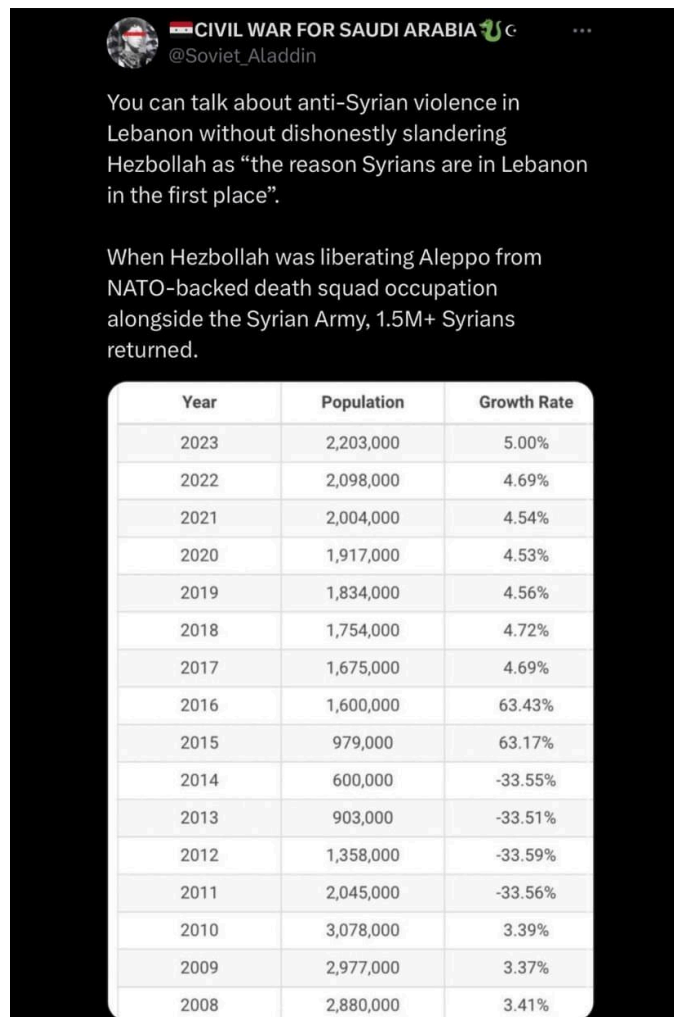 🇸🇾CIVIL WAR FOR SAUDI ARABIA🐉☪
@Soviet_Aladdin
You can talk about anti-Syrian violence in
Lebanon without dishonestly slandering
Hezbollah as “the reason Syrians are in Lebanon
in the first place”.
When Hezbollah was liberating Aleppo from
NATO-backed death squad occupation
alongside the Syrian Army, 1.5M+ Syrians
returned.
Year Population Growth Rate
2023 2,203,000 5.00%
2022 2,098,000 4.69%
2021 2,004,000 4.54%
2020 1,917,000 4.53%
2019 1,834,000 4.56%
2018 1,754,000 4.72%
2017 1,675,000 4.69%
2016 1,600,000 63.43%
2015 979,000 63.17%
2014 600,000 -33.55%
2013 903,000 -33.51%
2012 1,358,000 -33.59%
2011 2,045,000 -33.56%
2010 3,078,000 3.39%
2009 2,977,000 3.37%
2008 2,880,000 3.41%